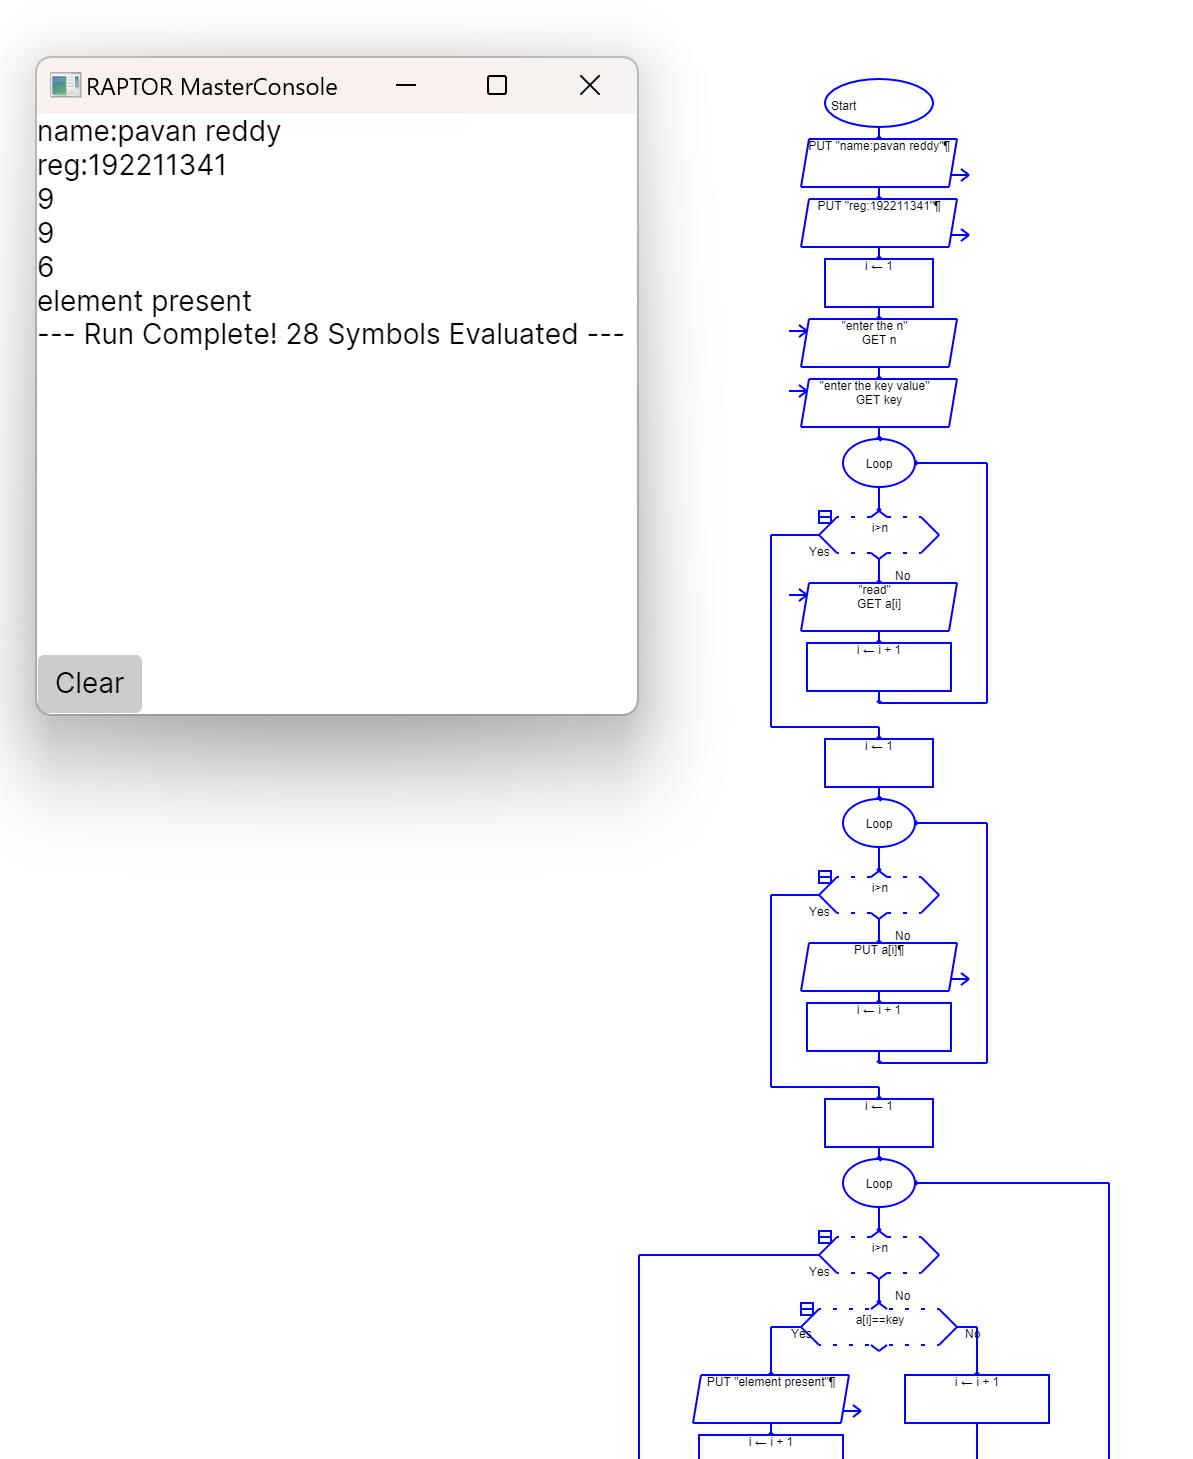 RAPTOR MasterConsole
name:pavan reddy
reg:192211341
9
9
6
element present
--- Run Complete! 28 Symbols Evaluated ---
Clear
Start
PUT "name:pavan reddy"¶
PUT "reg:192211341"¶
i ← 1
"enter the n"
GET n
"enter the key value"
GET key
Loop
i>n
Yes
No
"read"
GET a[i]
i ← i + 1
i ← 1
Loop
i>n
Yes
No
PUT a[i]¶
i ← i + 1
i ← 1
Loop
i>n
Yes
No
a[i]==key
Yes
No
PUT "element present"¶
i ← i + 1
i ← i + 1